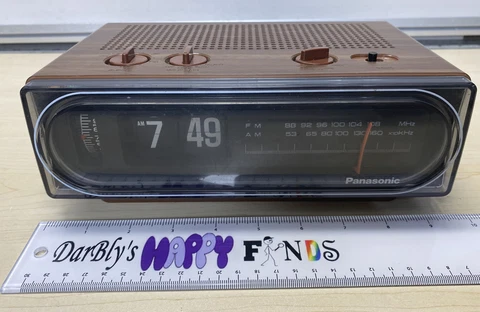 AM 7 49
FM 88 92 98 100 104 108 MHz
AM 53 65 80 100 130 160 x10kHz
Panasonic
DarBly's HAPPY FINDS